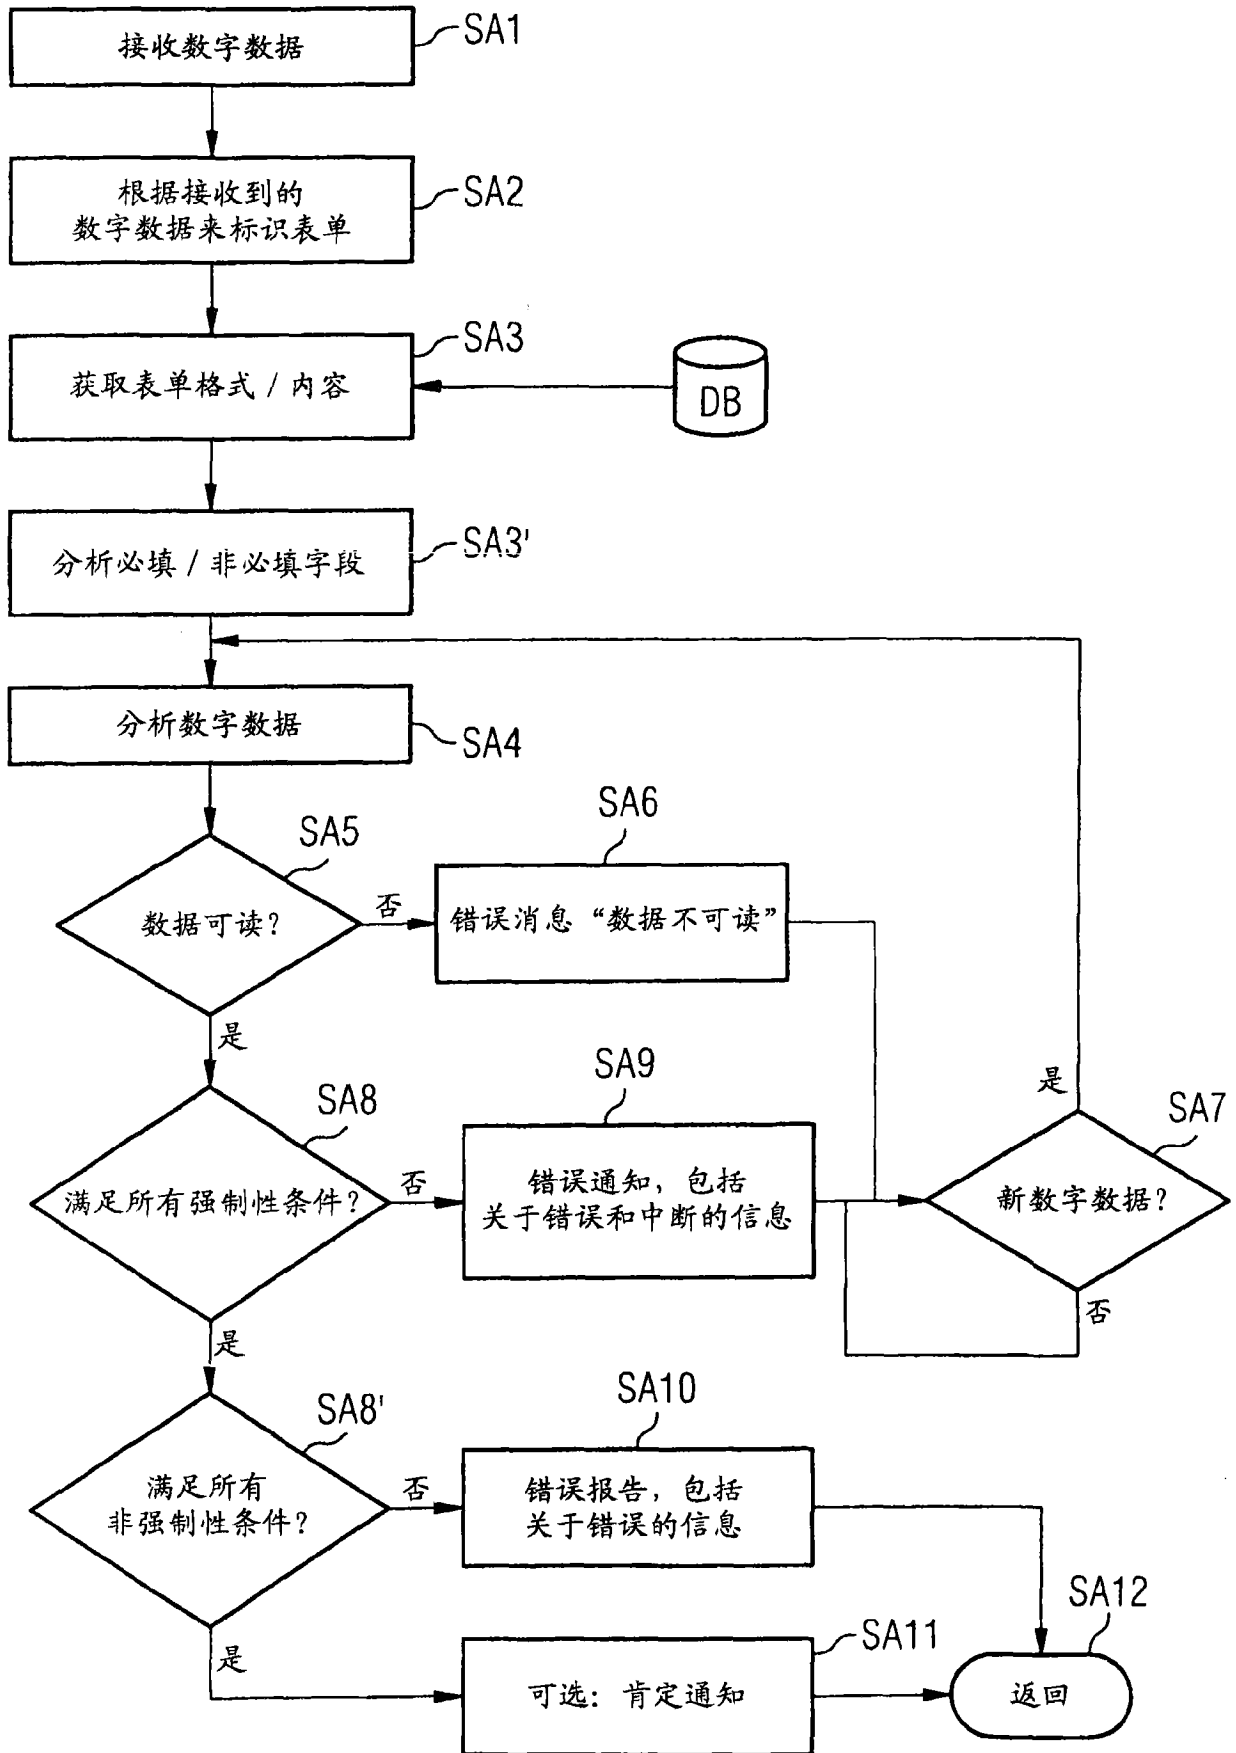 接收数字数据
SA1
根据接收到的
数字数据来标识表单
SA2
获取表单格式 / 内容
SA3
DB
分析必填 / 非必填字段
SA3'
分析数字数据
SA4
数据可读?
SA5
否
是
错误消息“数据不可读”
SA6
满足所有强制性条件?
SA8
否
是
错误通知, 包括
关于错误和中断的信息
SA9
新数字数据?
SA7
是
否
满足所有
非强制性条件?
SA8'
否
是
错误报告, 包括
关于错误的信息
SA10
可选: 肯定通知
SA11
返回
SA12